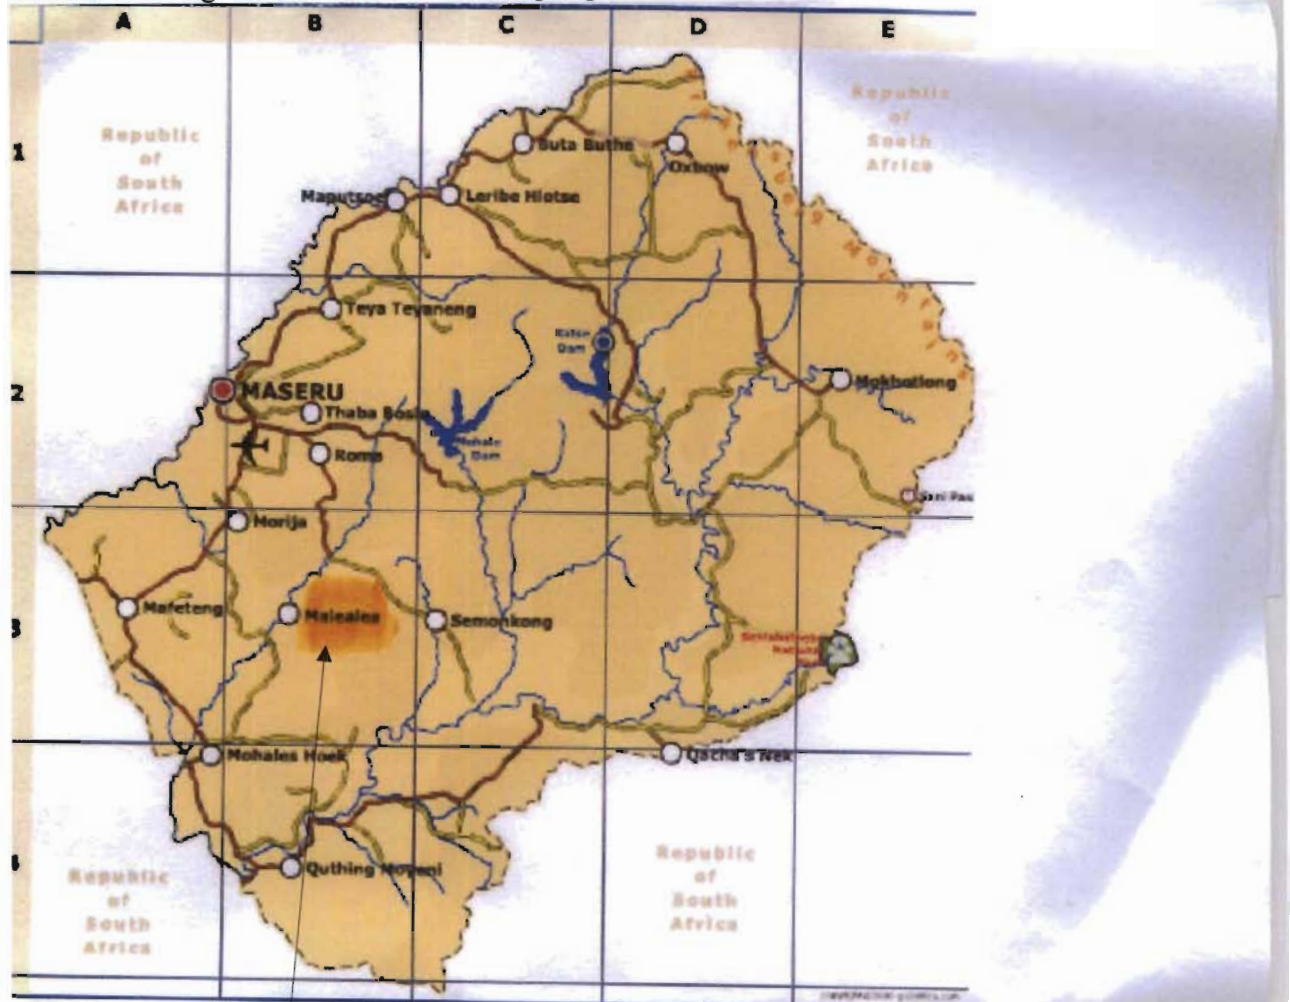 A B C D E
1
Republic
of
South
Africa
Republic
of
South
Africa
Buta Buthe
Oxbow
Maputsoe
Leribe Hlotse
Teya Teyaneng
Katse
Dam
2
MASERU
Mokhotlong
Thaba Bosiu
Mohale
Dam
Roma
Sani Pass
Morija
3
Mafeteng
Malealea
Semonkong
Mohales Hoek
Qacha's Nek
4
Quthing Moyeni
Republic
of
South
Africa
Republic
of
South
Africa